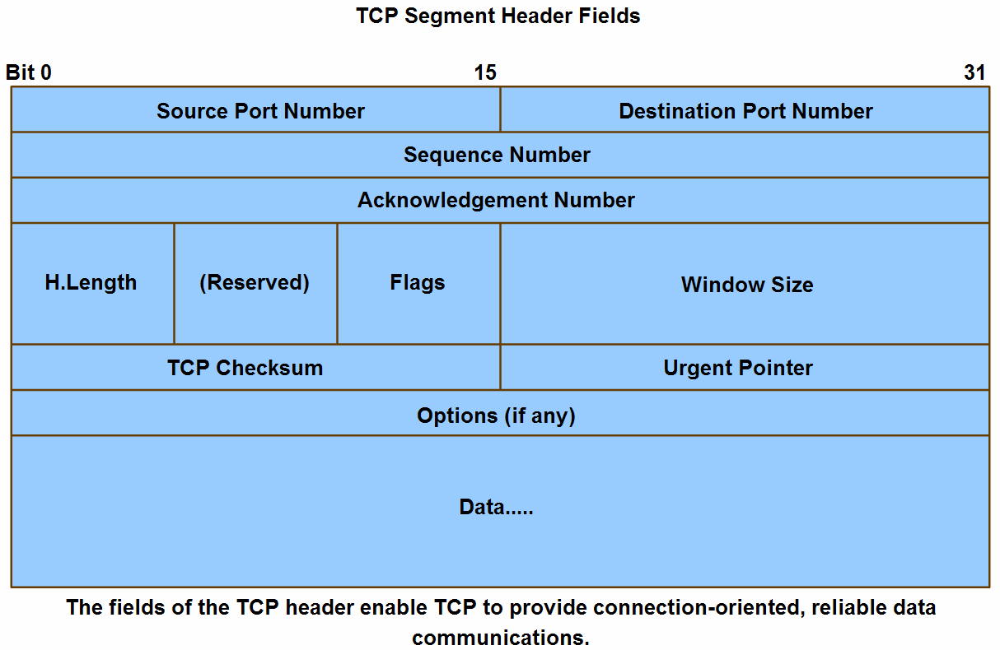 TCP Segment Header Fields
Bit 0 15 31
Source Port Number Destination Port Number
Sequence Number
Acknowledgement Number
H.Length (Reserved) Flags Window Size
TCP Checksum Urgent Pointer
Options (if any)
Data.....
The fields of the TCP header enable TCP to provide connection-oriented, reliable data
communications.